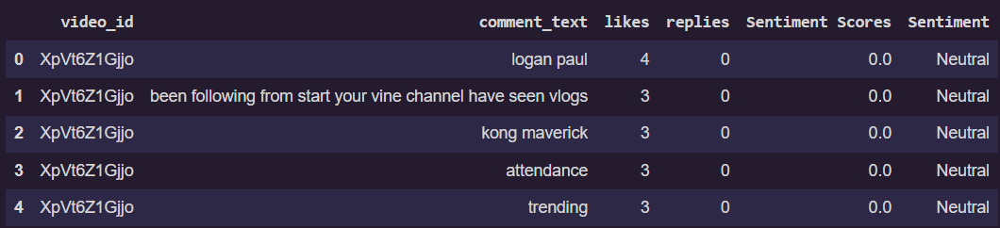 video_id comment_text likes replies Sentiment Scores Sentiment
0 XpVt6Z1Gjjo logan paul 4 0 0.0 Neutral
1 XpVt6Z1Gjjo been following from start your vine channel have seen vlogs 3 0 0.0 Neutral
2 XpVt6Z1Gjjo kong maverick 3 0 0.0 Neutral
3 XpVt6Z1Gjjo attendance 3 0 0.0 Neutral
4 XpVt6Z1Gjjo trending 3 0 0.0 Neutral